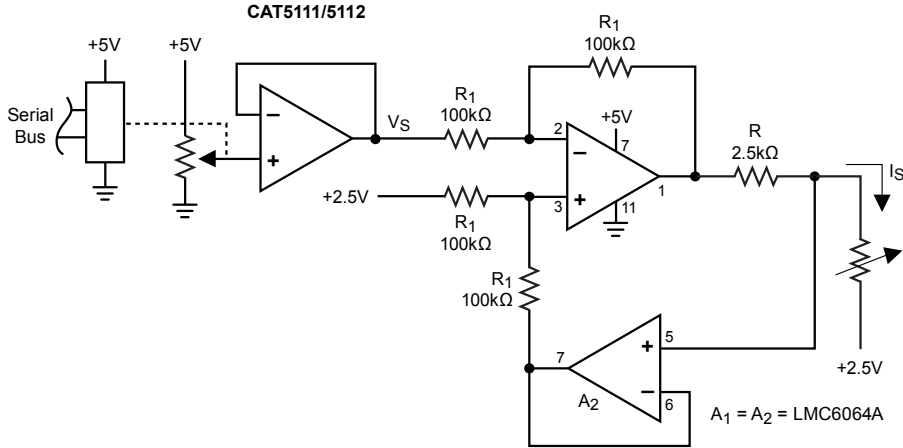 CAT5111/5112
+5V
+5V
Serial
Bus
VS
R1
100kΩ
R1
100kΩ
+5V
2
7
3
11
1
R
2.5kΩ
IS
+2.5V
R1
100kΩ
R1
100kΩ
7
5
6
A2
+2.5V
A1 = A2 = LMC6064A